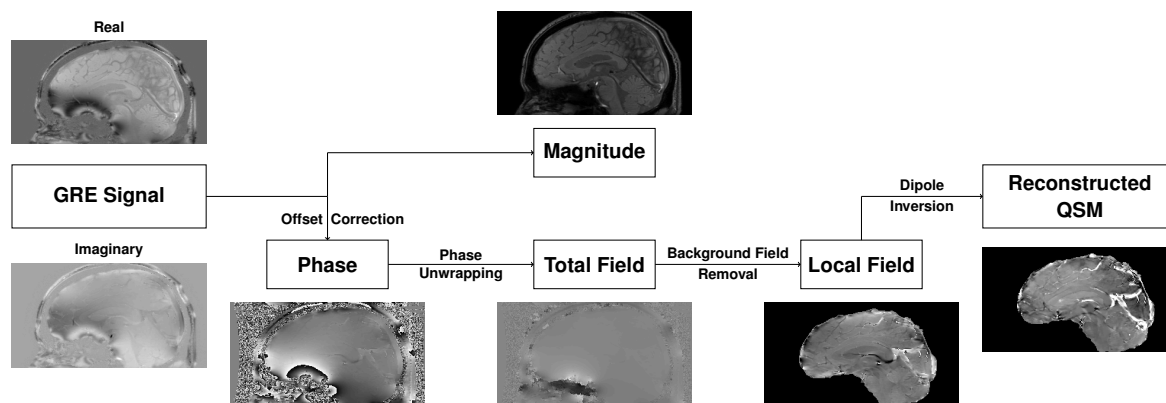 Real
Magnitude
GRE Signal
Reconstructed
QSM
Dipole
Inversion
Offset Correction
Imaginary
Phase
Phase
Unwrapping
Total Field
Background Field
Removal
Local Field